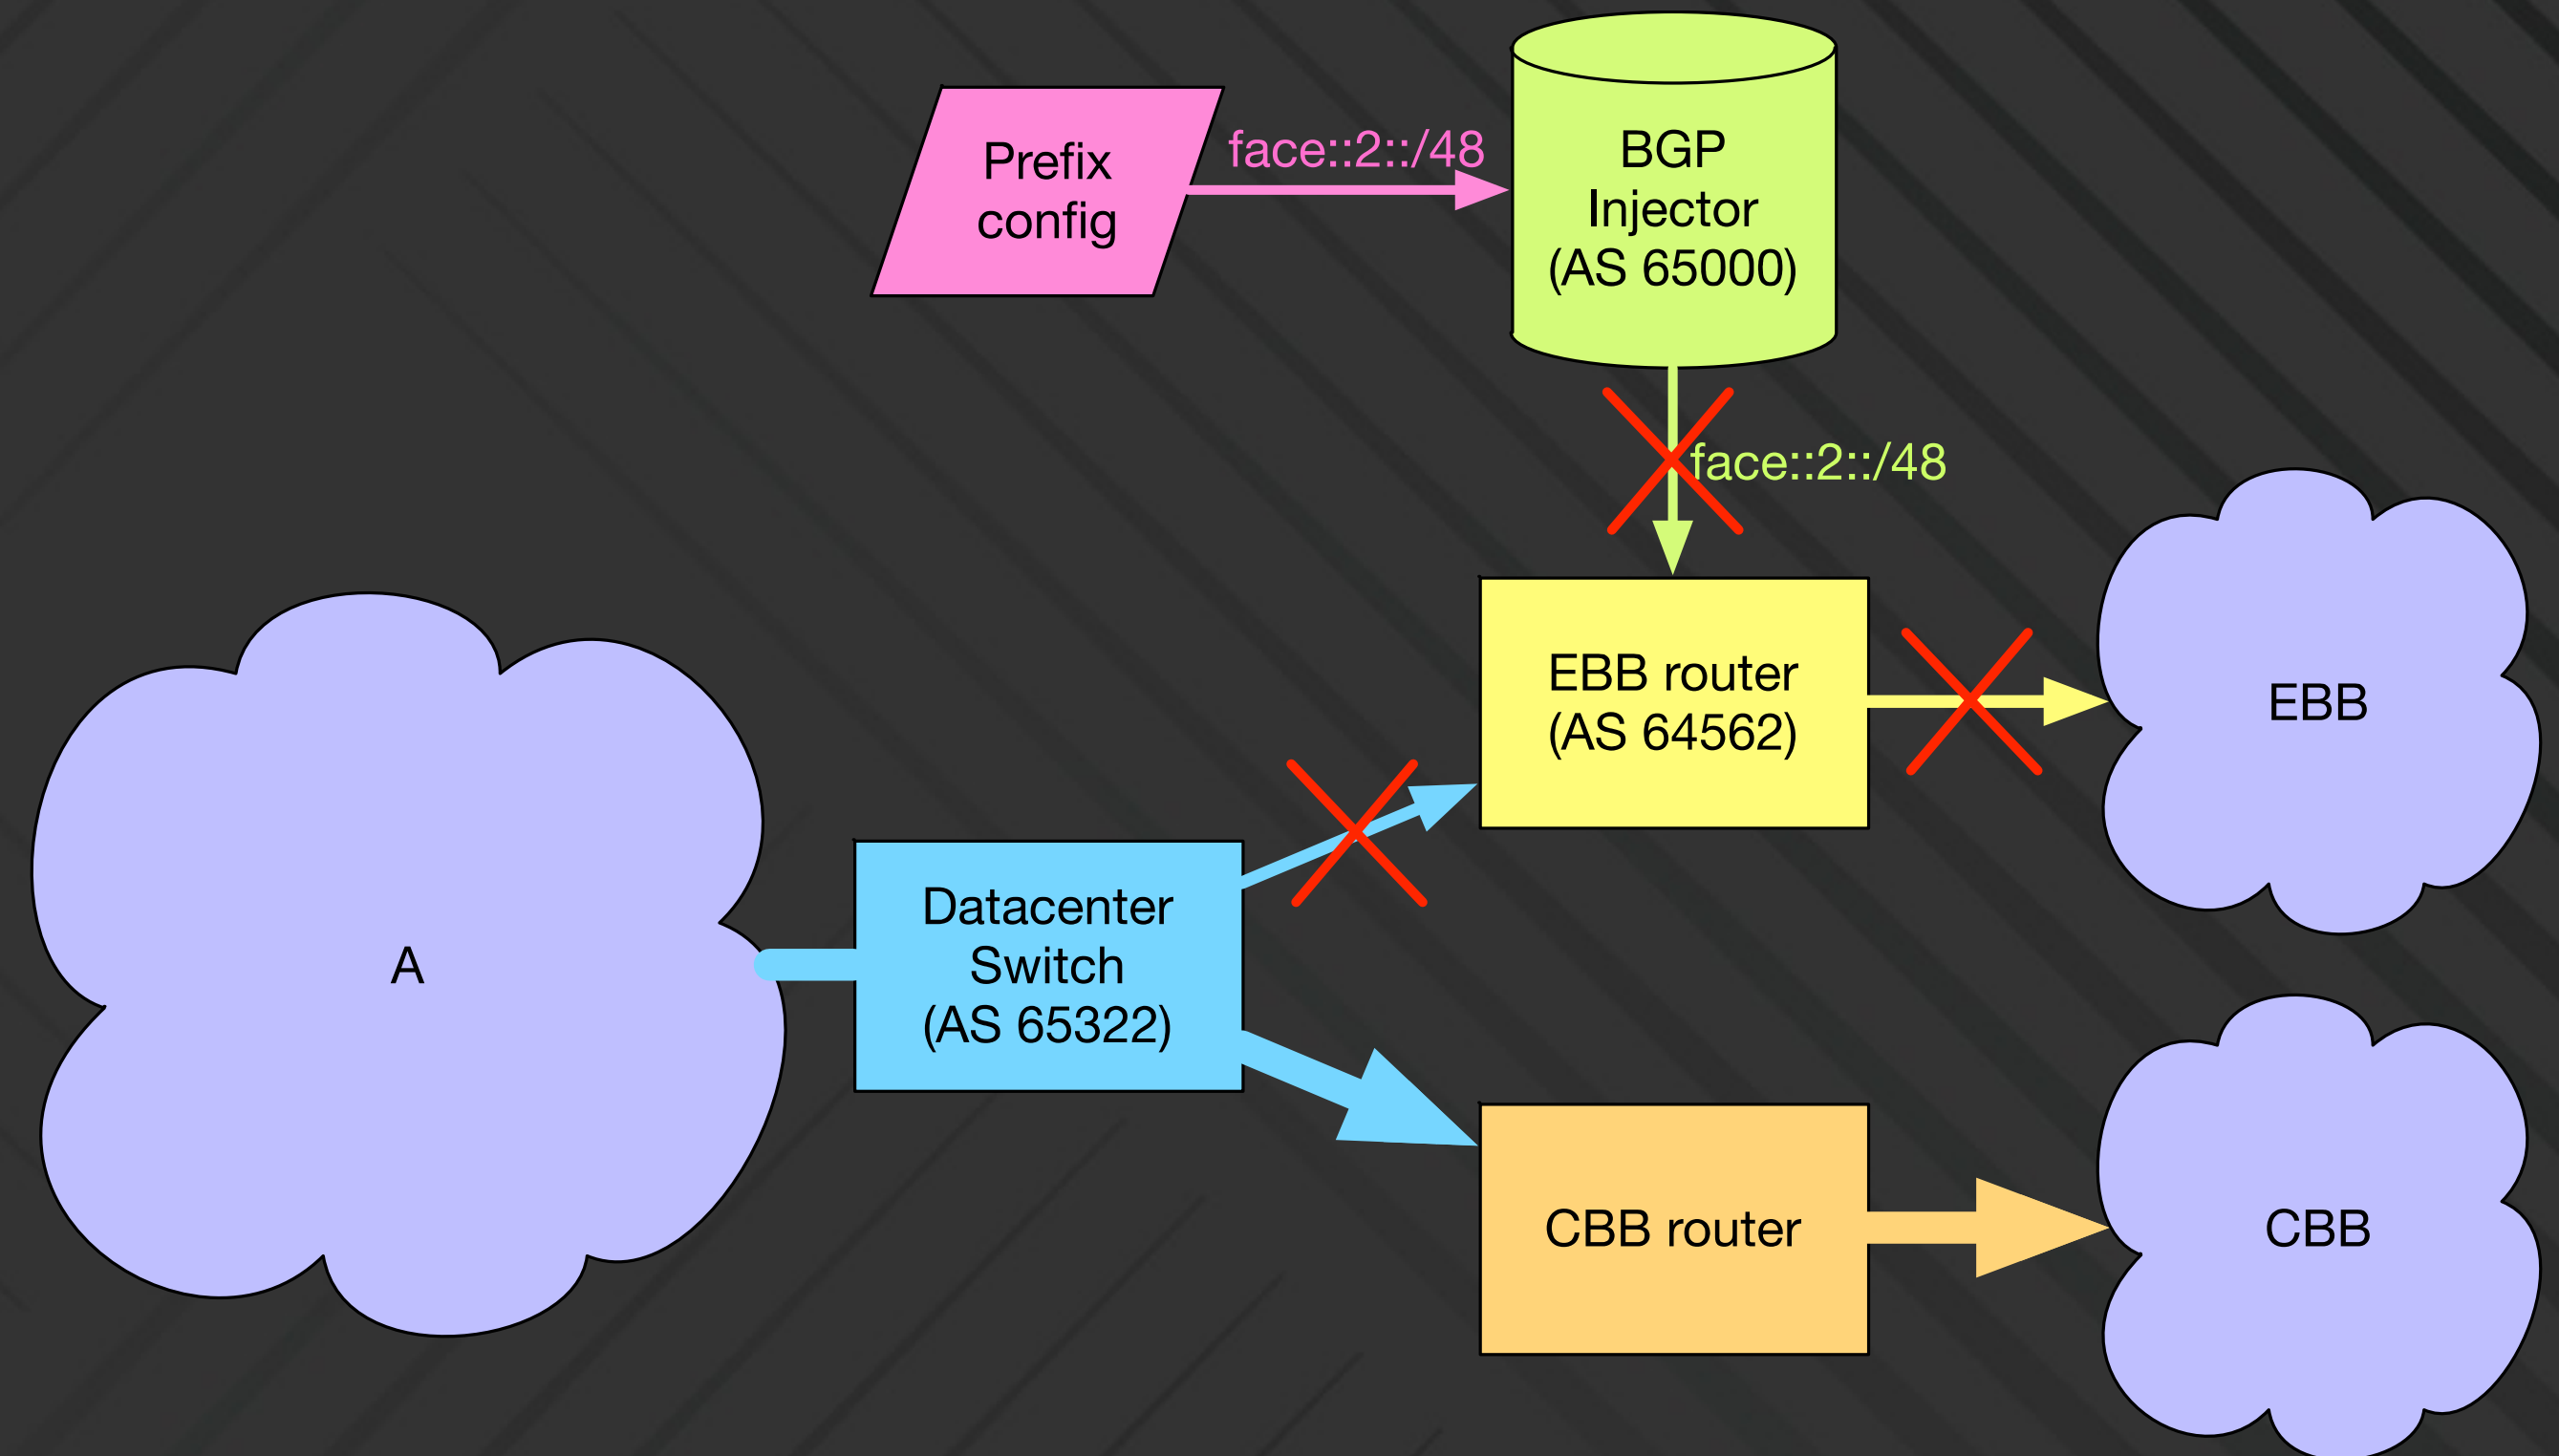 Prefix
config
face::2::/48
BGP
Injector
(AS 65000)
face::2::/48
EBB router
(AS 64562)
EBB
A
Datacenter
Switch
(AS 65322)
CBB router
CBB